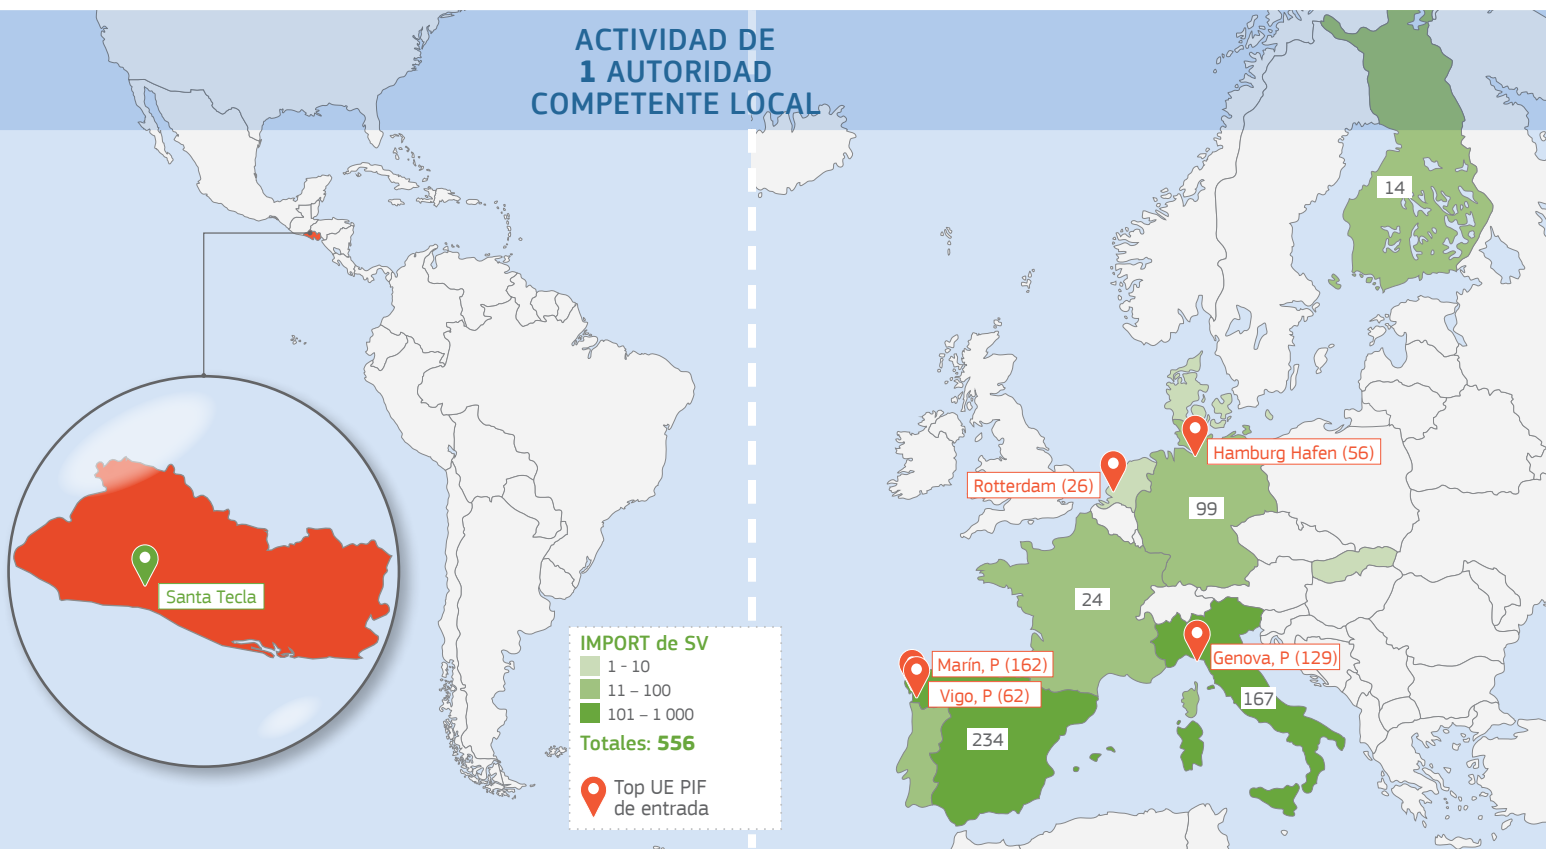 ACTIVIDAD DE
1 AUTORIDAD
COMPETENTE LOCAL
14
Hamburg Hafen (56)
Rotterdam (26)
99
Santa Tecla
24
IMPORT de SV
1 - 10
11 – 100
101 – 1 000
Totales: 556
Top UE PIF
de entrada
Marín, P (162)
Vigo, P (62)
Genova, P (129)
167
234